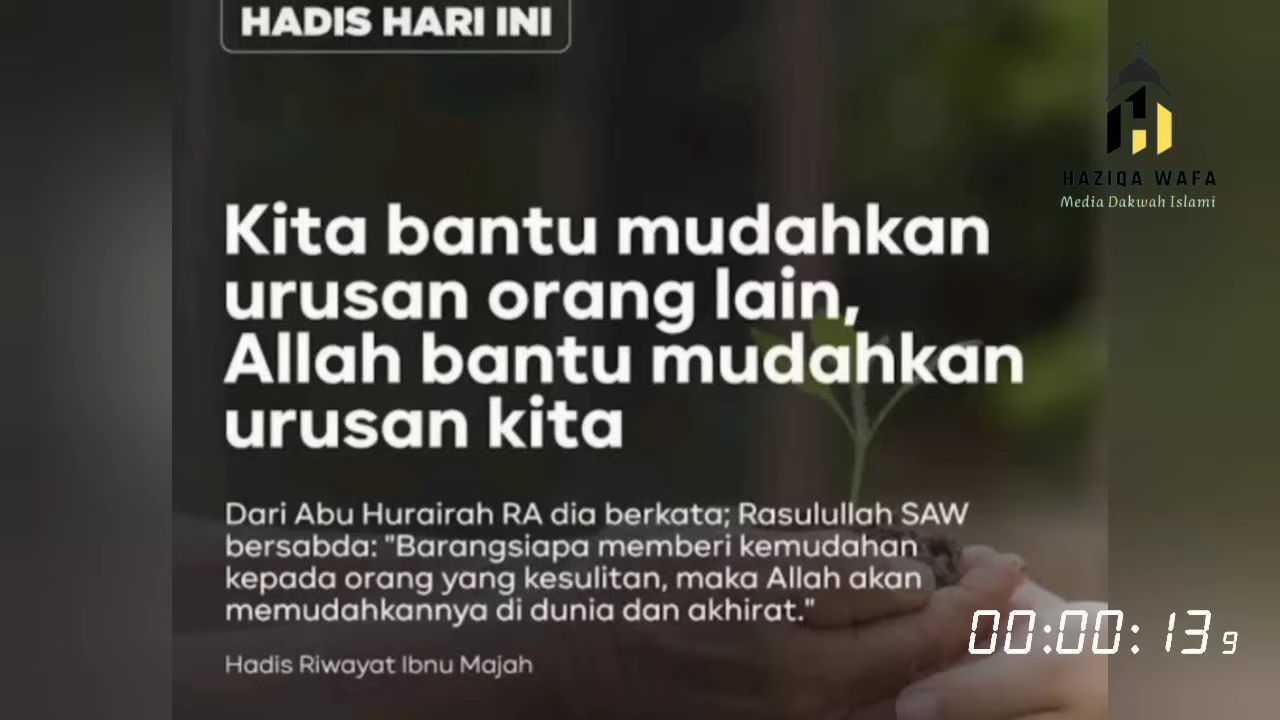 HADIS HARI INI
HAZIQA WAFA
Media Dakwah Islami
Kita bantu mudahkan
urusan orang lain,
Allah bantu mudahkan
urusan kita
Dari Abu Hurairah RA dia berkata; Rasulullah SAW
bersabda: "Barangsiapa memberi kemudahan
kepada orang yang kesulitan, maka Allah akan
memudahkannya di dunia dan akhirat."
00:00:13 9
Hadis Riwayat Ibnu Majah